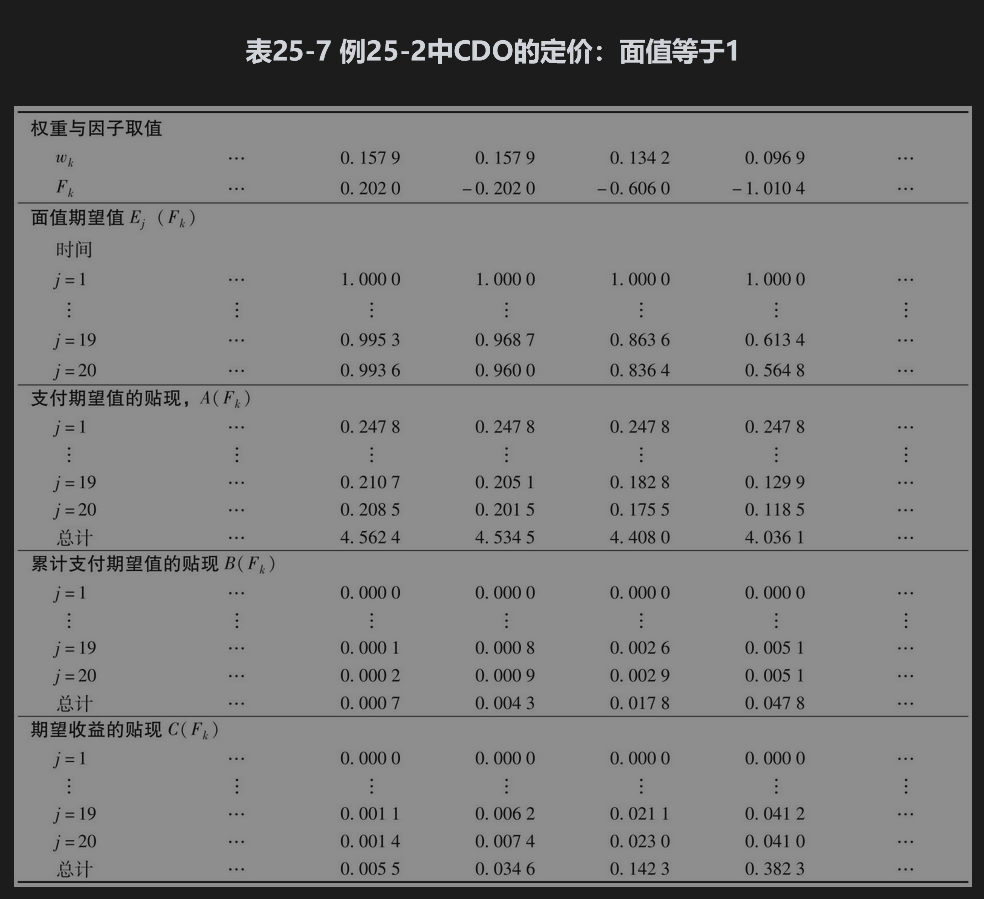 表25-7 例25-2中CDO的定价：面值等于1
权重与因子取值
w_k … 0.157 9 0.157 9 0.134 2 0.096 9 …
F_k … 0.202 0 -0.202 0 -0.606 0 -1.010 4 …
面值期望值 E_j (F_k)
时间
j=1 … 1.000 0 1.000 0 1.000 0 1.000 0 …
⋮ ⋮ ⋮ ⋮ ⋮ ⋮ ⋮
j=19 … 0.995 3 0.968 7 0.863 6 0.613 4 …
j=20 … 0.993 6 0.960 0 0.836 4 0.564 8 …
支付期望值的贴现，A(F_k)
j=1 … 0.247 8 0.247 8 0.247 8 0.247 8 …
⋮ ⋮ ⋮ ⋮ ⋮ ⋮ ⋮
j=19 … 0.210 7 0.205 1 0.182 8 0.129 9 …
j=20 … 0.208 5 0.201 5 0.175 5 0.118 5 …
总计 … 4.562 4 4.534 5 4.408 0 4.036 1 …
累计支付期望值的贴现 B(F_k)
j=1 … 0.000 0 0.000 0 0.000 0 0.000 0 …
⋮ ⋮ ⋮ ⋮ ⋮ ⋮ ⋮
j=19 … 0.000 1 0.000 8 0.002 6 0.005 1 …
j=20 … 0.000 2 0.000 9 0.002 9 0.005 1 …
总计 … 0.000 7 0.004 3 0.017 8 0.047 8 …
期望收益的贴现 C(F_k)
j=1 … 0.000 0 0.000 0 0.000 0 0.000 0 …
⋮ ⋮ ⋮ ⋮ ⋮ ⋮ ⋮
j=19 … 0.001 1 0.006 2 0.021 1 0.041 2 …
j=20 … 0.001 4 0.007 4 0.023 0 0.041 0 …
总计 … 0.005 5 0.034 6 0.142 3 0.382 3 …